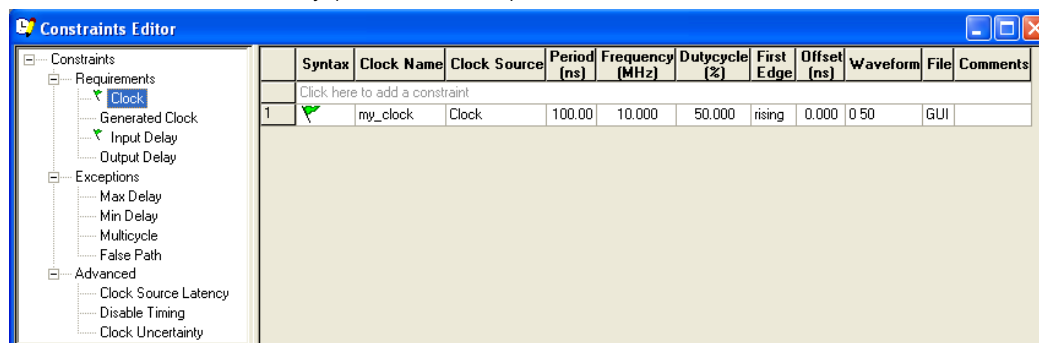 Constraints Editor
Constraints
Requirements
Clock
Generated Clock
Input Delay
Output Delay
Exceptions
Max Delay
Min Delay
Multicycle
False Path
Advanced
Clock Source Latency
Disable Timing
Clock Uncertainty
Syntax Clock Name Clock Source Period (ns) Frequency (MHz) Dutycycle (%) First Edge Offset (ns) Waveform File Comments
Click here to add a constraint
1 my_clock Clock 100.00 10.000 50.000 rising 0.000 0 50 GUI